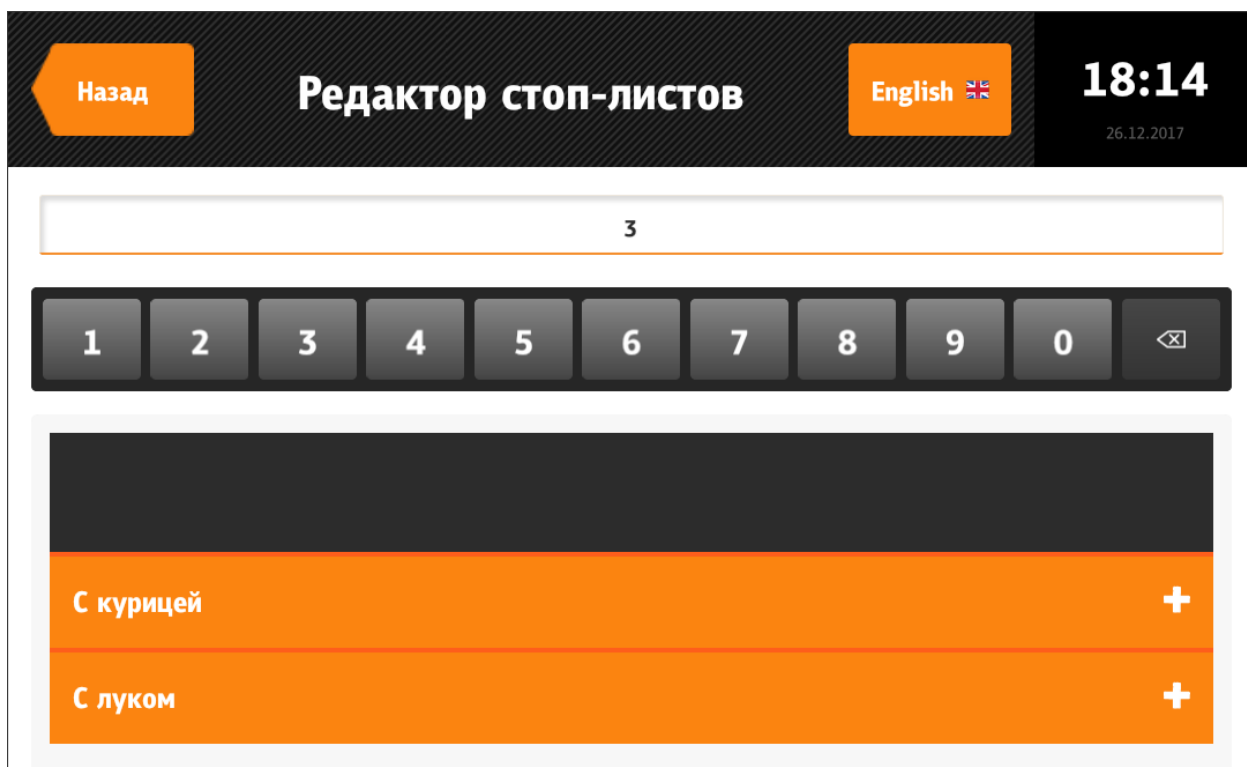 Назад
Редактор стоп-листов
English
18:14
26.12.2017
3
1 2 3 4 5 6 7 8 9 0
С курицей
С луком